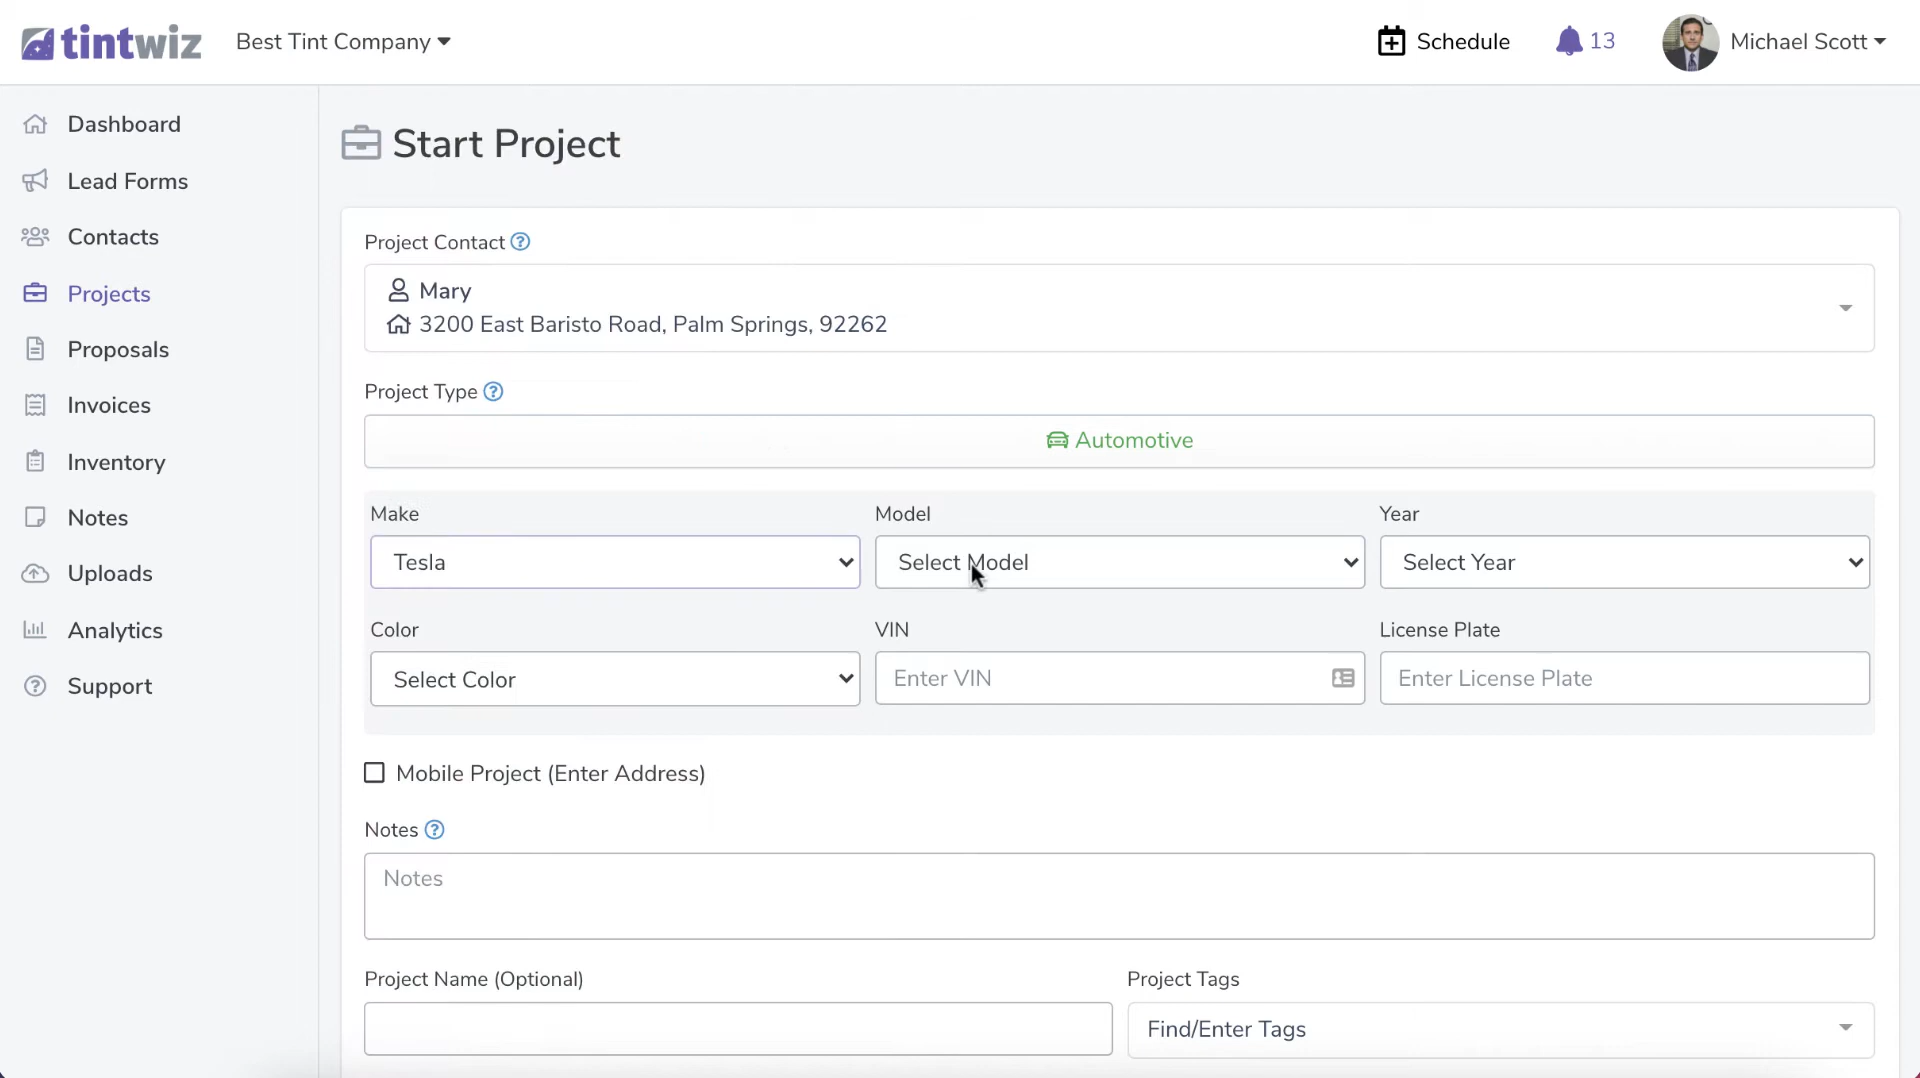 tintwiz Best Tint Company Schedule 13 Michael Scott
Dashboard
Lead Forms
Contacts
Projects
Proposals
Invoices
Inventory
Notes
Uploads
Analytics
Support
Start Project
Project Contact
Mary
3200 East Baristo Road, Palm Springs, 92262
Project Type
Automotive
Make Model Year
Tesla Select Model Select Year
Color VIN License Plate
Select Color Enter VIN Enter License Plate
Mobile Project (Enter Address)
Notes
Notes
Project Name (Optional) Project Tags
Find/Enter Tags